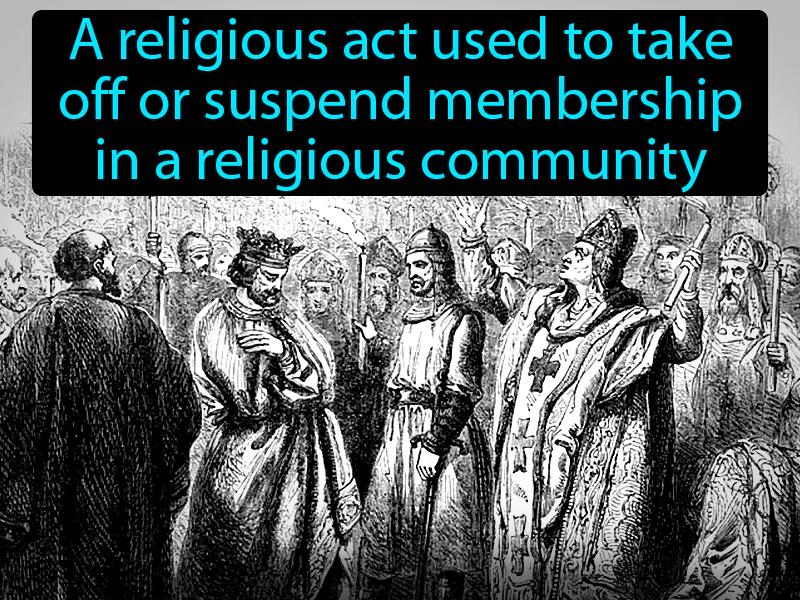 A religious act used to take
off or suspend membership
in a religious community